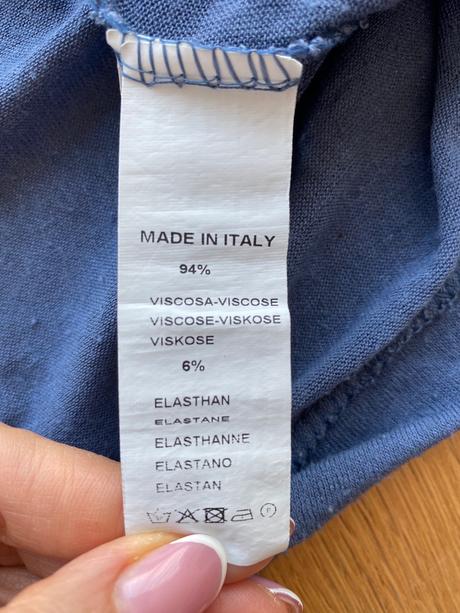 MADE IN ITALY
94%
VISCOSA-VISCOSE
VISCOSE-VISKOSE
VISKOSE
6%
ELASTHAN
ELASTANE
ELASTHANNE
ELASTANO
ELASTAN